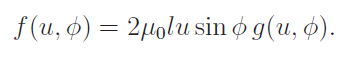 f(u, ϕ) = 2μ₀lu sin ϕ g(u, ϕ).